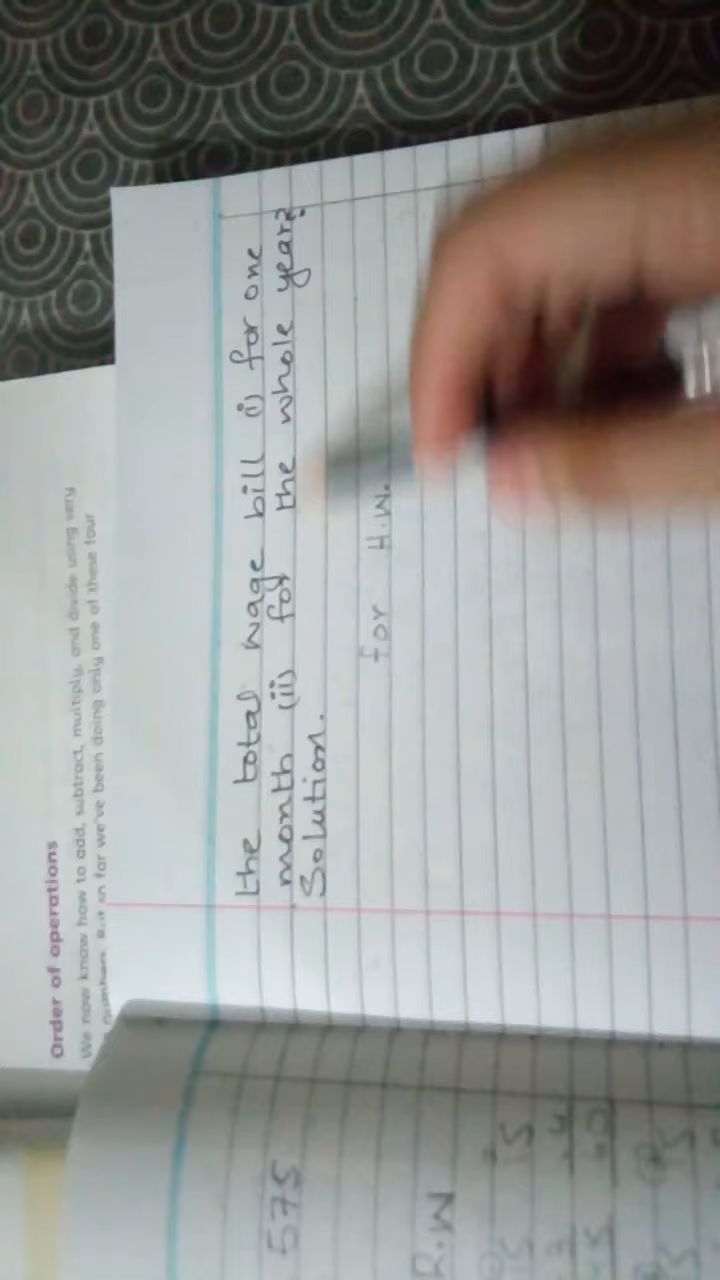 Order of operations
We now know how to add, subtract, multiply, and divide using very
so far we've been doing only one of these four
the total wage bill (i) for one
month (ii) for the whole year?
Solution.
for H.W.
575
R.W